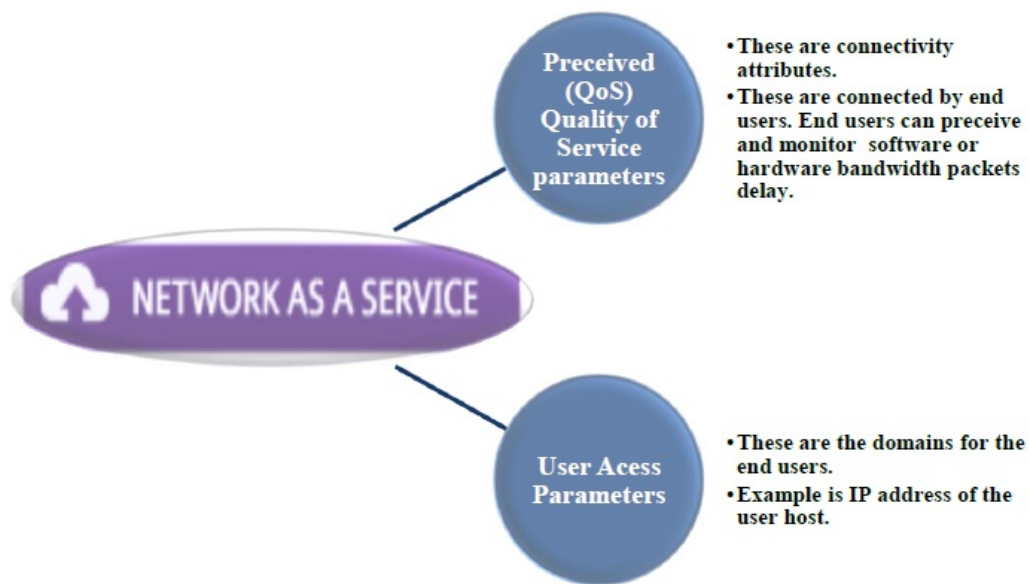 Preceived
(QoS)
Quality of
Service
parameters
• These are connectivity
attributes.
• These are connected by end
users. End users can preceive
and monitor software or
hardware bandwidth packets
delay.
NETWORK AS A SERVICE
User Acess
Parameters
• These are the domains for the
end users.
• Example is IP address of the
user host.